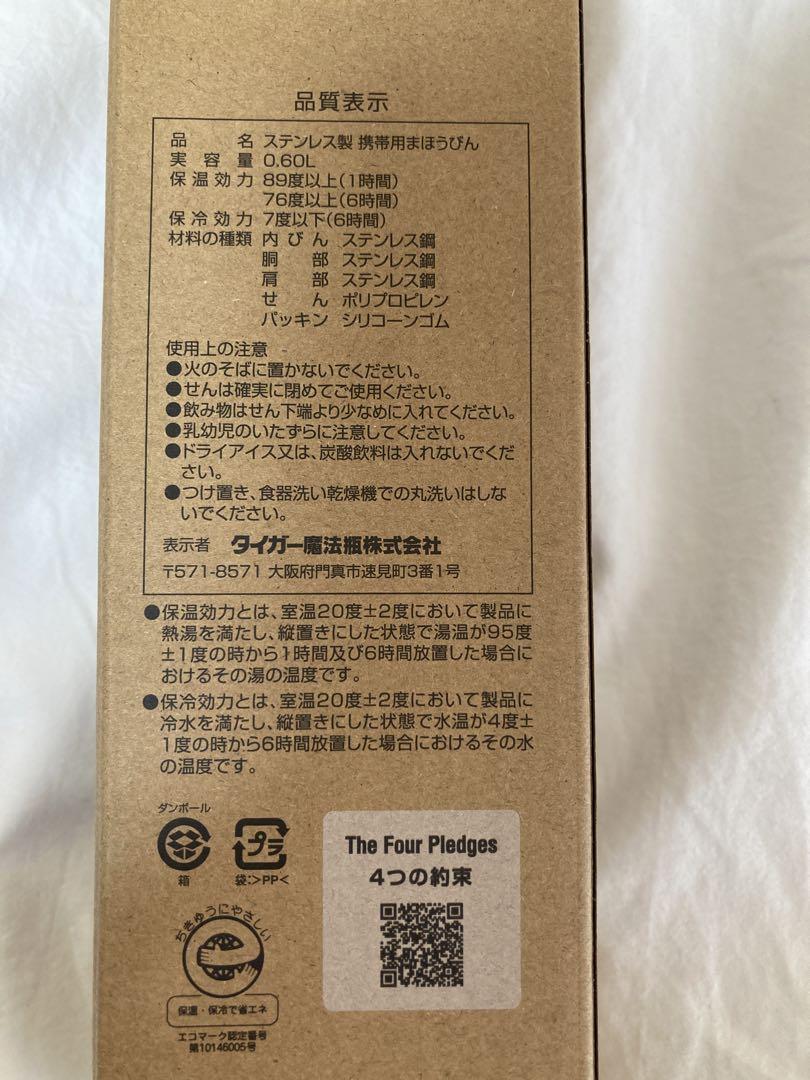 品質表示
品名 ステンレス製 携帯用まほうびん
実容量 0.60L
保温効力 89度以上(1時間)
76度以上(6時間)
保冷効力 7度以下(6時間)
材料の種類 内びん ステンレス鋼
胴部 ステンレス鋼
肩部 ステンレス鋼
せん ポリプロピレン
パッキン シリコーンゴム
使用上の注意
●火のそばに置かないでください。
●せんは確実に閉めてご使用ください。
●飲み物はせん下端より少なめに入れてください。
●乳幼児のいたずらに注意してください。
●ドライアイス又は、炭酸飲料は入れないでくだ
さい。
●つけ置き、食器洗い乾燥機での丸洗いはしな
いでください。
表示者 タイガー魔法瓶株式会社
〒571-8571 大阪府門真市速見町3番1号
●保温効力とは、室温20度±2度において製品に
熱湯を満たし、縦置きにした状態で湯温が95度
±1度の時から1時間及び6時間放置した場合に
おけるその湯の温度です。
●保冷効力とは、室温20度±2度において製品に
冷水を満たし、縦置きにした状態で水温が4度±
1度の時から6時間放置した場合におけるその水
の温度です。
ダンボール
箱
プラ
袋:>PP<
The Four Pledges
4つの約束
ちきゅうにやさしい
保温・保冷で省エネ
エコマーク認定番号
第10146005号